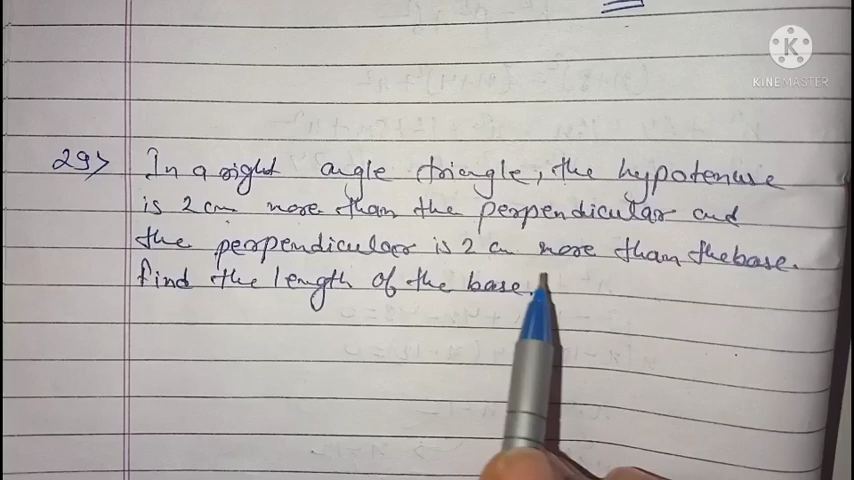 K
KINEMASTER
29> In a right angle triangle, the hypotenuse
is 2 cm more than the perpendicular and
the perpendicular is 2 cm more than the base.
find the length of the base.